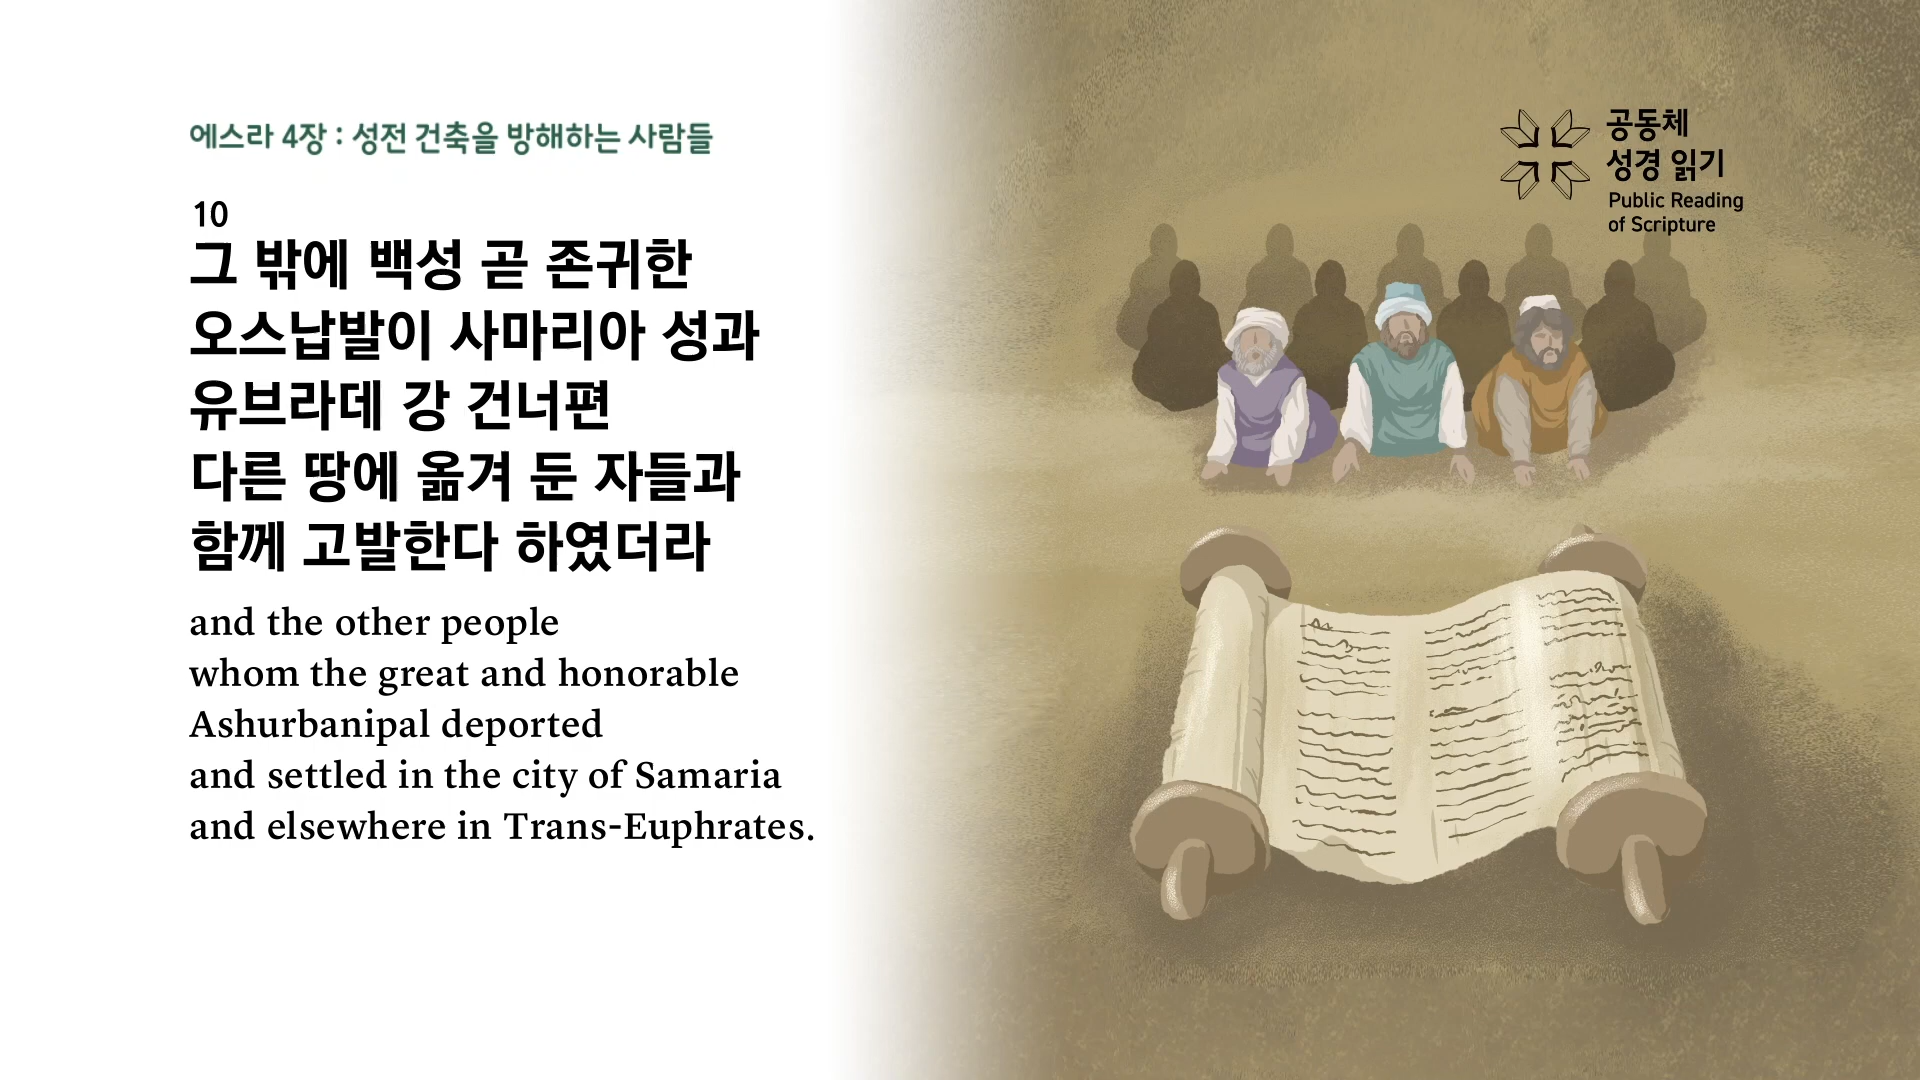 에스라 4장 : 성전 건축을 방해하는 사람들
10
그 밖에 백성 곧 존귀한
오스납발이 사마리아 성과
유브라데 강 건너편
다른 땅에 옮겨 둔 자들과
함께 고발한다 하였더라
and the other people
whom the great and honorable
Ashurbanipal deported
and settled in the city of Samaria
and elsewhere in Trans-Euphrates.
공동체
성경 읽기
Public Reading
of Scripture